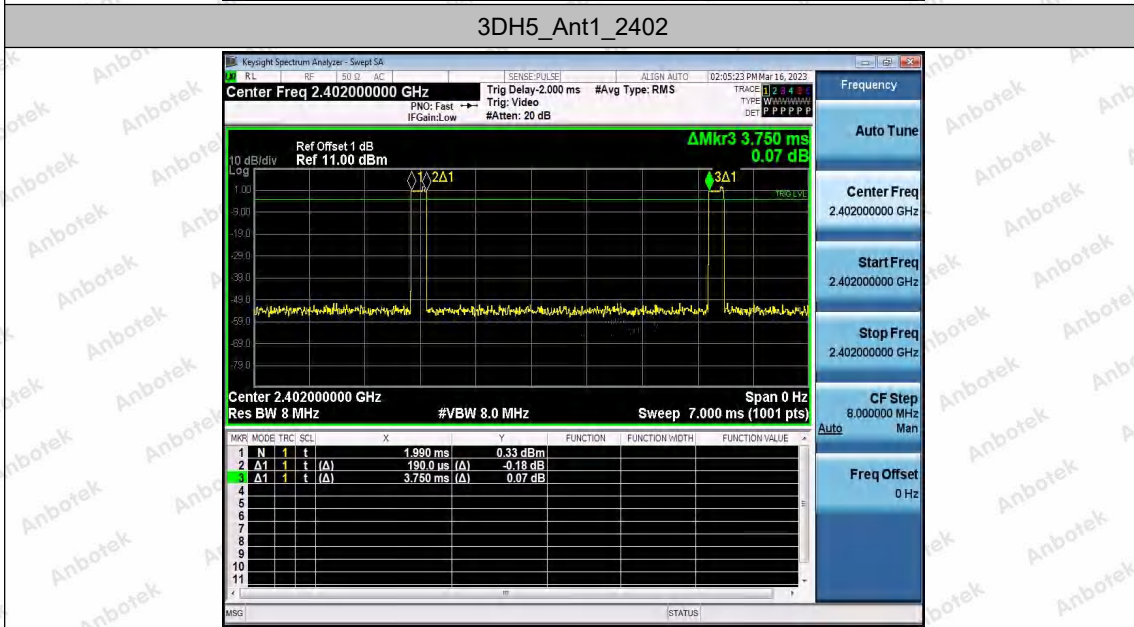 3DH5_Ant1_2402
Keysight Spectrum Analyzer - Swept SA
RL RF 50 Ω AC SENSE:PULSE ALIGN AUTO 02:05:23 PM Mar 16, 2023
Center Freq 2.402000000 GHz
PNO: Fast
IFGain:Low
Trig Delay-2.000 ms
Trig: Video
#Atten: 20 dB
#Avg Type: RMS
TRACE 1 2 3 4 5 6
TYPE WWWWWWW
DET P P P P P P
Frequency
Auto Tune
Center Freq
2.402000000 GHz
Start Freq
2.402000000 GHz
Stop Freq
2.402000000 GHz
CF Step
8.000000 MHz
Auto Man
Freq Offset
0 Hz
ΔMkr3 3.750 ms
0.07 dB
Ref Offset 1 dB
10 dB/div Ref 11.00 dBm
Log
1 2Δ1 3Δ1
TRIG LVL
1.00
-9.00
-19.0
-29.0
-39.0
-49.0
-59.0
-69.0
-79.0
Center 2.402000000 GHz Span 0 Hz
Res BW 8 MHz #VBW 8.0 MHz Sweep 7.000 ms (1001 pts)
MKR MODE TRC SCL X Y FUNCTION FUNCTION WIDTH FUNCTION VALUE
1 N 1 t 1.990 ms 0.33 dBm
2 Δ1 1 t (Δ) 190.0 us (Δ) -0.18 dB
3 Δ1 1 t (Δ) 3.750 ms (Δ) 0.07 dB
4
5
6
7
8
9
10
11
MSG STATUS
Anbotek